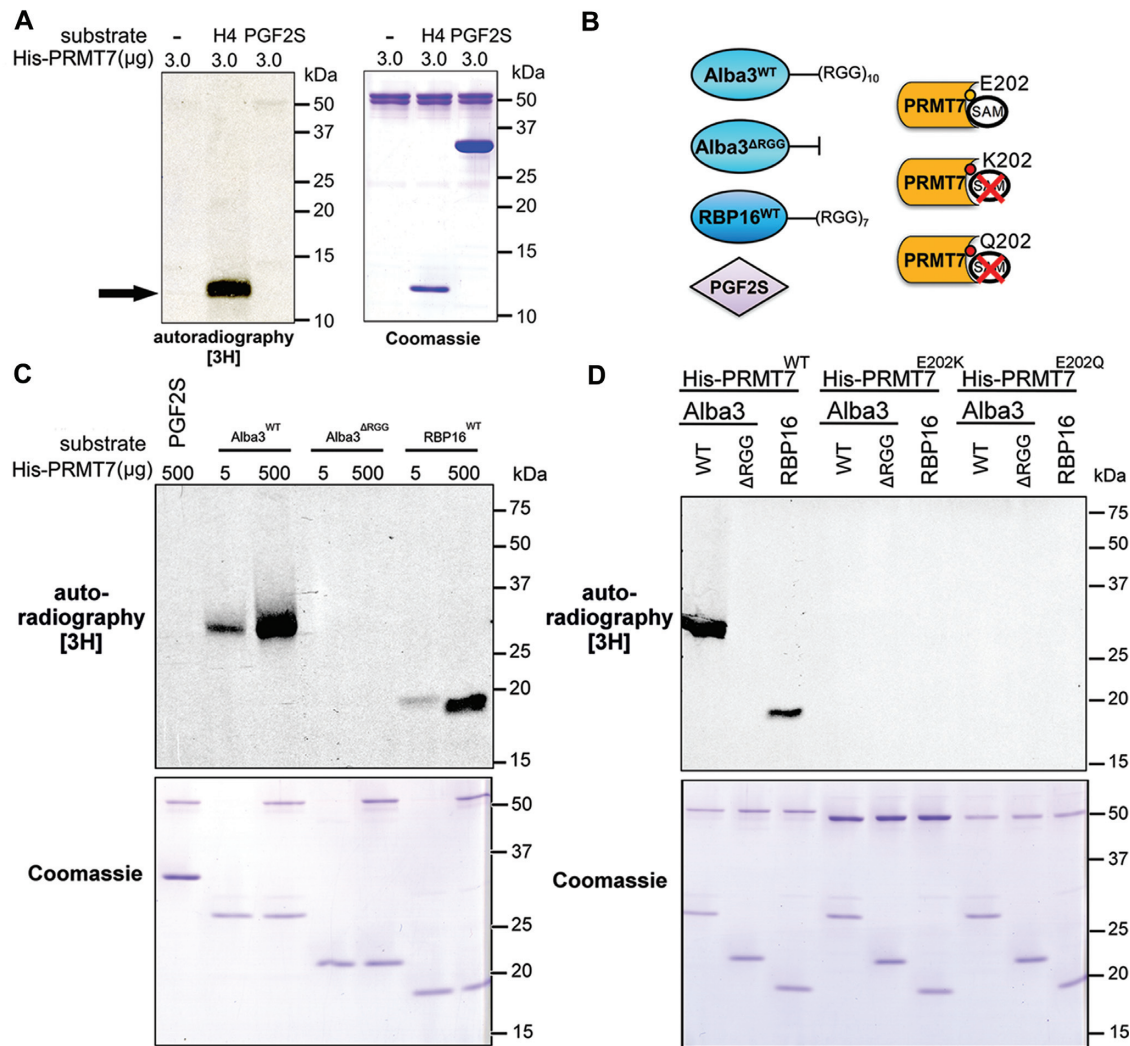 A
substrate - H4 PGF2S
His-PRMT7(µg) 3.0 3.0 3.0
kDa
50
37
25
20
15
10
autoradiography
[3H]
- H4 PGF2S
3.0 3.0 3.0
kDa
50
37
25
20
15
10
Coomassie
B
Alba3WT (RGG)10
Alba3ΔRGG
RBP16WT (RGG)7
PGF2S
PRMT7 SAM E202
PRMT7 SAM K202
PRMT7 SAM Q202
C
substrate PGF2S Alba3WT Alba3ΔRGG RBP16WT
His-PRMT7(µg) 500 5 500 5 500 5 500
kDa
75
50
37
25
20
15
auto-
radiography
[3H]
50
37
25
20
15
Coomassie
D
His-PRMT7WT His-PRMT7E202K His-PRMT7E202Q
Alba3 Alba3 Alba3
WT ΔRGG RBP16 WT ΔRGG RBP16 WT ΔRGG RBP16
kDa
75
50
37
25
20
15
auto-
radiography
[3H]
50
37
25
20
15
Coomassie